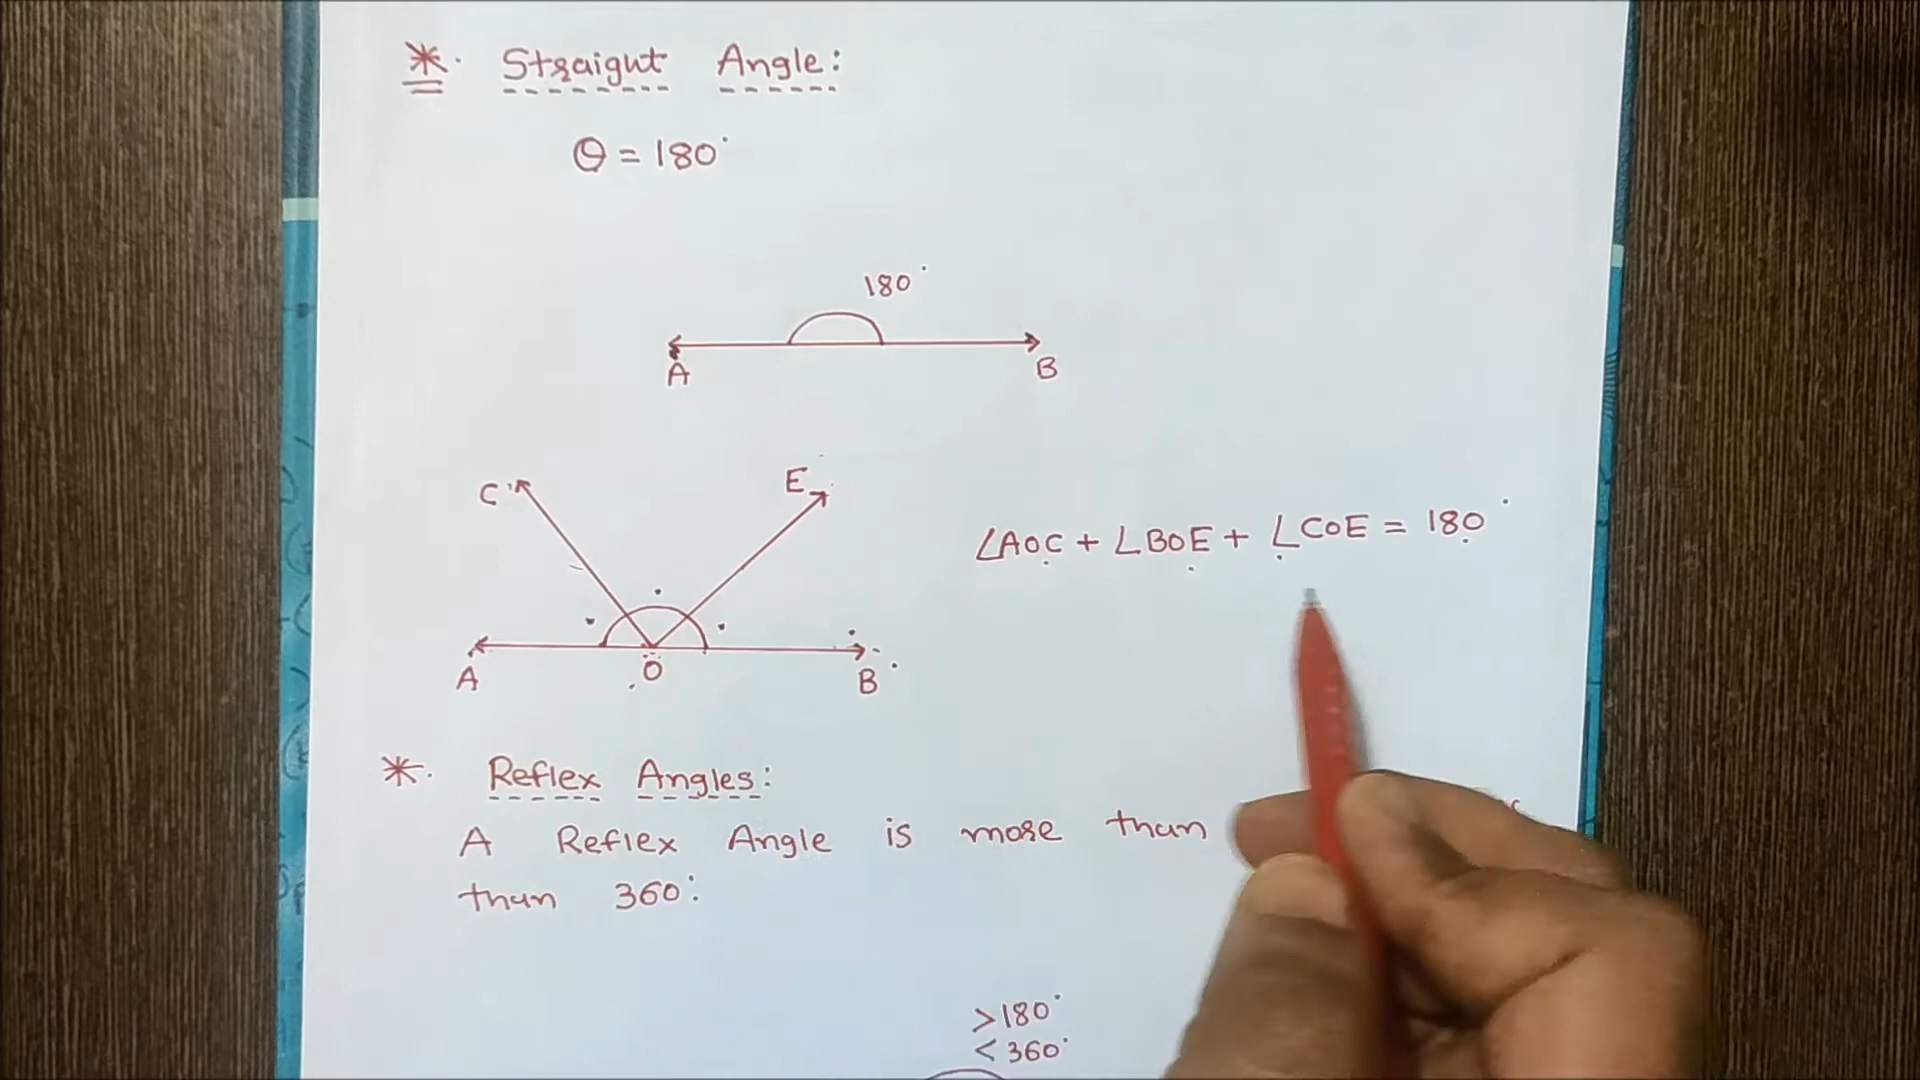 *. Straight Angle:
θ = 180°
180°
A B
C E
∠AOC + ∠BOE + ∠COE = 180°
A O B
*. Reflex Angles:
A Reflex Angle is more than
than 360°.
>180°
<360°